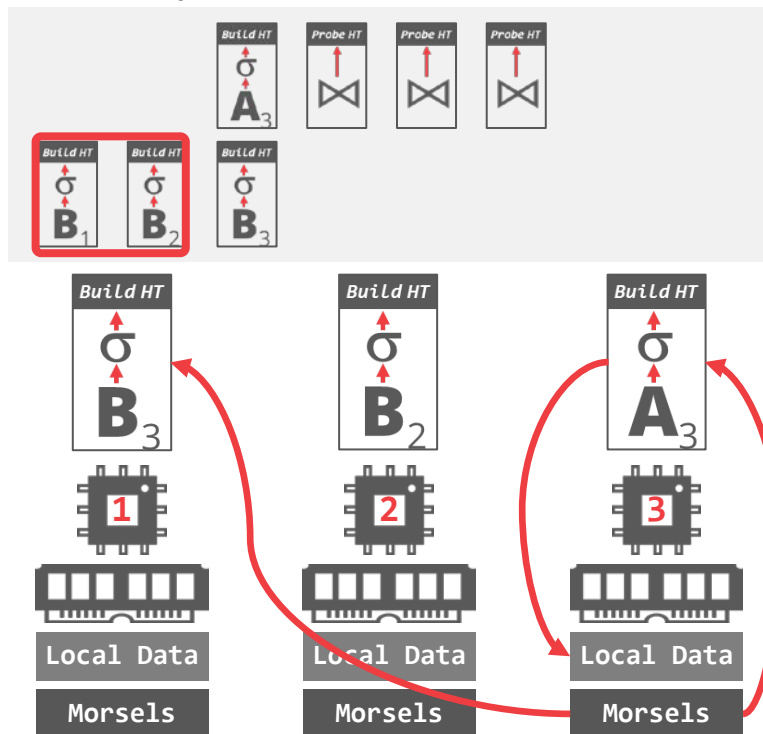 Build HT Probe HT Probe HT Probe HT
σ
A3
Build HT Build HT Build HT
σ σ σ
B1 B2 B3
Build HT Build HT Build HT
σ σ σ
B3 B2 A3
1 2 3
Local Data Local Data Local Data
Morsels Morsels Morsels